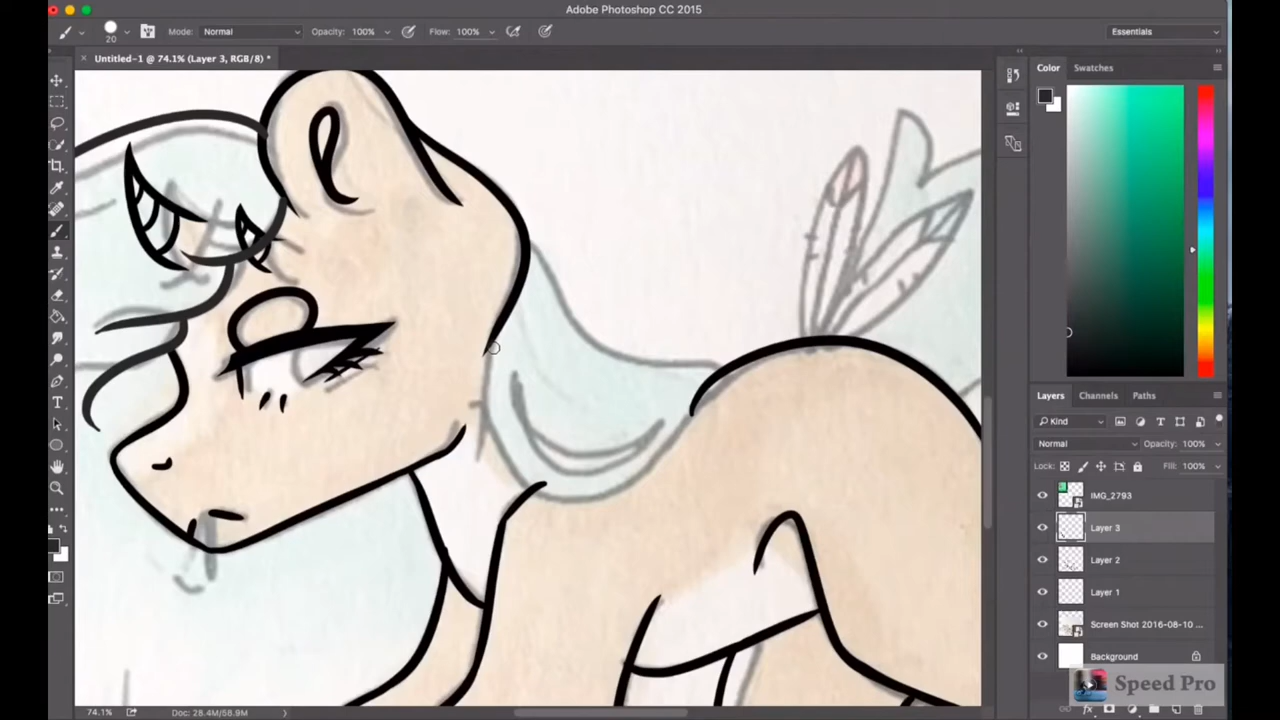 Adobe Photoshop CC 2015
20 Mode: Normal Opacity: 100% Flow: 100% Essentials
× Untitled-1 @ 74.1% (Layer 3, RGB/8) *
Color Swatches
Layers Channels Paths
Kind
Normal Opacity: 100%
Lock: Fill: 100%
IMG_2793
Layer 3
Layer 2
Layer 1
Screen Shot 2016-08-10 ...
Background
Speed Pro
74.1% Doc: 28.4M/58.9M